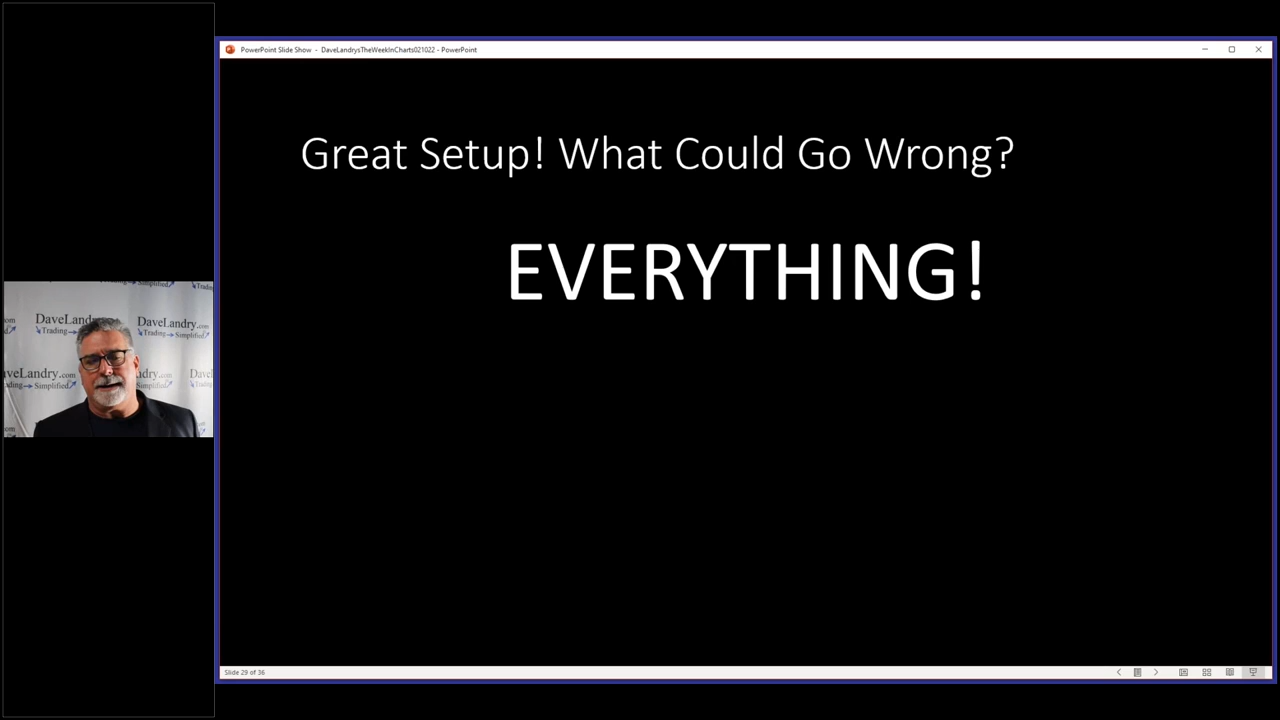 PowerPoint Slide Show - DaveLandrysTheWeekInCharts021022 - PowerPoint
Great Setup! What Could Go Wrong?
EVERYTHING!
DaveLandry.com
Trading Simplified
DaveLandry.com
Trading Simplified
Slide 29 of 36